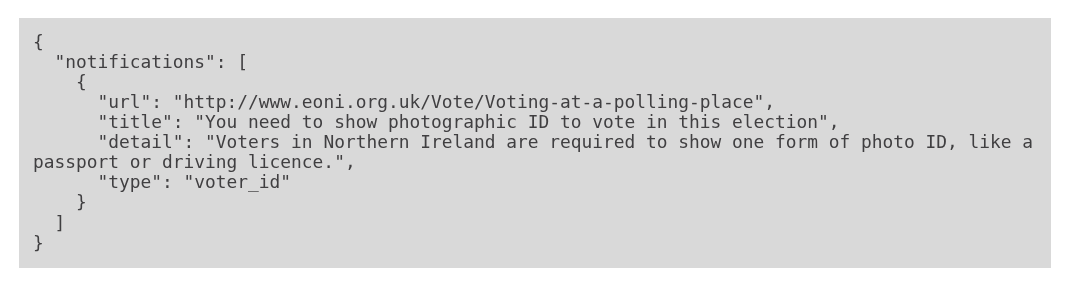 {
  "notifications": [
    {
      "url": "http://www.eoni.org.uk/Vote/Voting-at-a-polling-place",
      "title": "You need to show photographic ID to vote in this election",
      "detail": "Voters in Northern Ireland are required to show one form of photo ID, like a
passport or driving licence.",
      "type": "voter_id"
    }
  ]
}